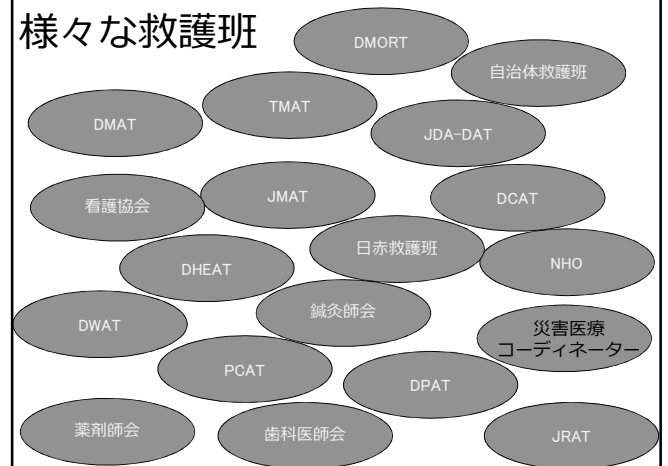 様々な救護班
DMORT
自治体救護班
TMAT
DMAT
JDA-DAT
看護協会
JMAT
DCAT
日赤救護班
DHEAT
NHO
鍼灸師会
DWAT
災害医療
コーディネーター
PCAT
DPAT
薬剤師会
歯科医師会
JRAT